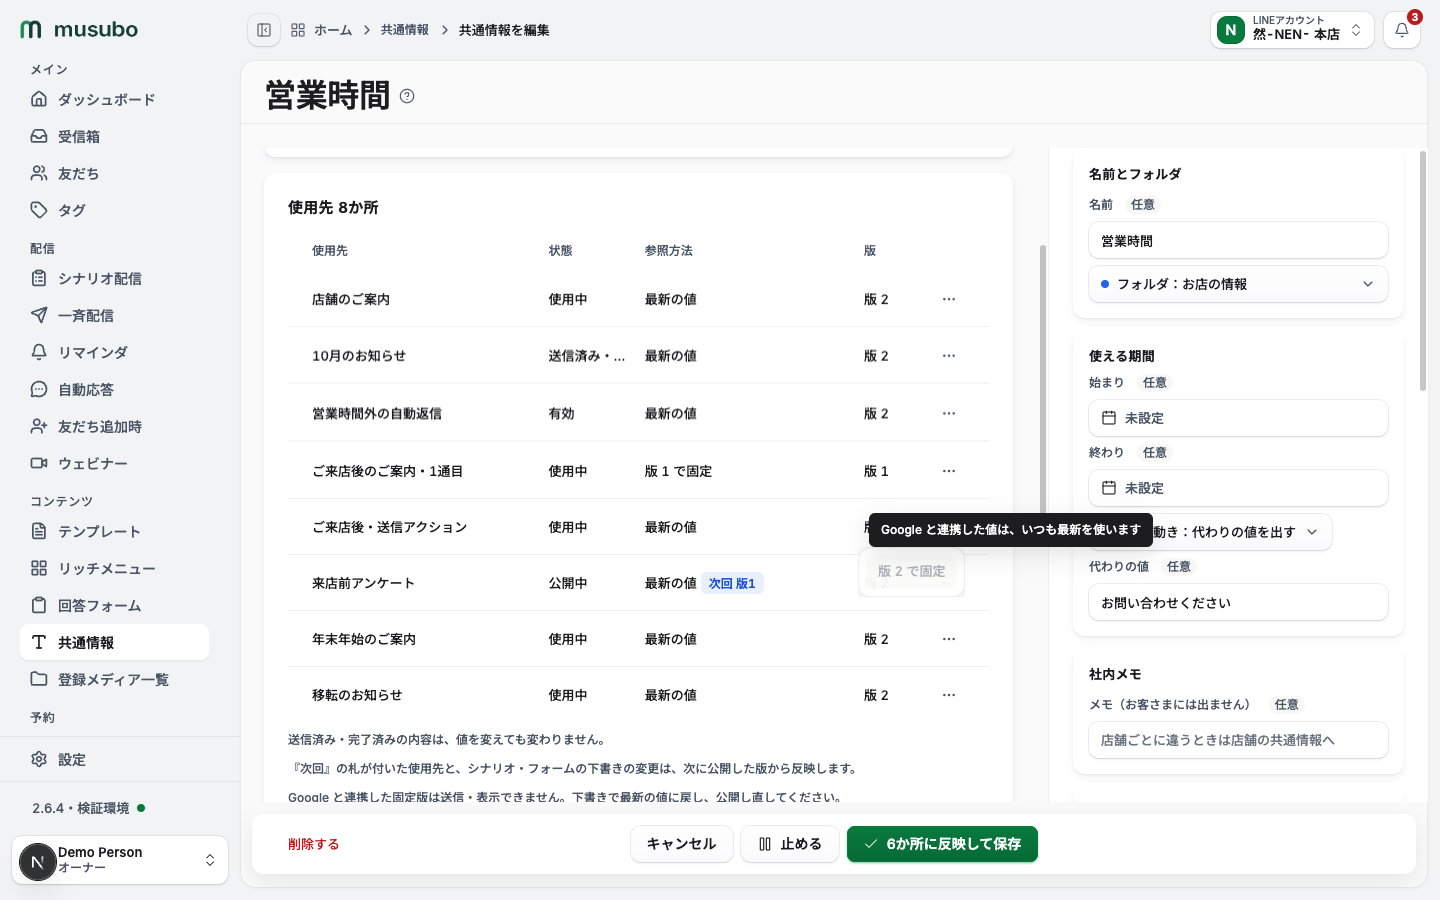 musubo
メイン
ダッシュボード
受信箱
友だち
タグ
配信
シナリオ配信
一斉配信
リマインダ
自動応答
友だち追加時
ウェビナー
コンテンツ
テンプレート
リッチメニュー
回答フォーム
共通情報
登録メディア一覧
予約
設定
2.6.4・検証環境
N
Demo Person
オーナー
ホーム
共通情報
共通情報を編集
N
LINEアカウント
然-NEN- 本店
3
営業時間
使用先 8か所
使用先 状態 参照方法 版
店舗のご案内 使用中 最新の値 版 2
10月のお知らせ 送信済み・... 最新の値 版 2
営業時間外の自動返信 有効 最新の値 版 2
ご来店後のご案内・1通目 使用中 版 1 で固定 版 1
ご来店後・送信アクション 使用中 最新の値
Google と連携した値は、いつも最新を使います
版 2 で固定
来店前アンケート 公開中 最新の値 次回 版1
年末年始のご案内 使用中 最新の値 版 2
移転のお知らせ 使用中 最新の値 版 2
送信済み・完了済みの内容は、値を変えても変わりません。
『次回』の札が付いた使用先と、シナリオ・フォームの下書きの変更は、次に公開した版から反映します。
Google と連携した固定版は送信・表示できません。下書きで最新の値に戻し、公開し直してください。
名前とフォルダ
名前 任意
営業時間
フォルダ：お店の情報
使える期間
始まり 任意
未設定
終わり 任意
未設定
動き：代わりの値を出す
代わりの値 任意
お問い合わせください
社内メモ
メモ（お客さまには出ません） 任意
店舗ごとに違うときは店舗の共通情報へ
削除する
キャンセル
止める
6か所に反映して保存